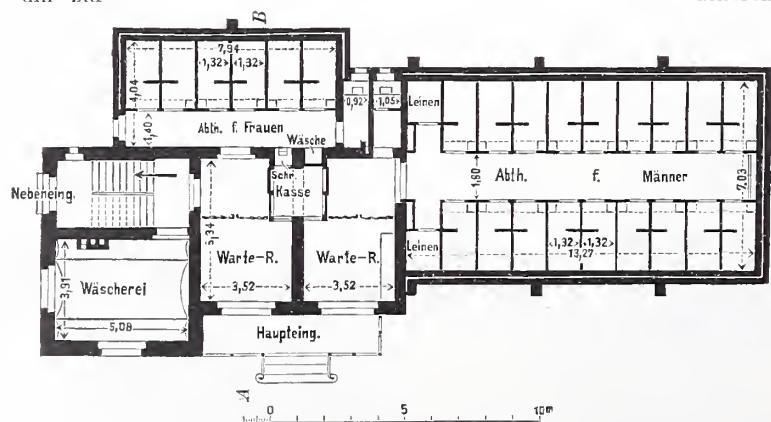 B
7,94
1,32 1,32
4,04
1,40
Abth. f. Frauen
0,92
1,05
Leinen
Wäsche
Schr.
Kasse
Nebeneing.
Abth. f. Männer
1,80
7,03
5,34
Warte-R.
3,52
Warte-R.
3,52
Leinen
1,32 1,32
13,27
Wäscherei
3,91
5,08
Haupteing.
A
0 5 10m